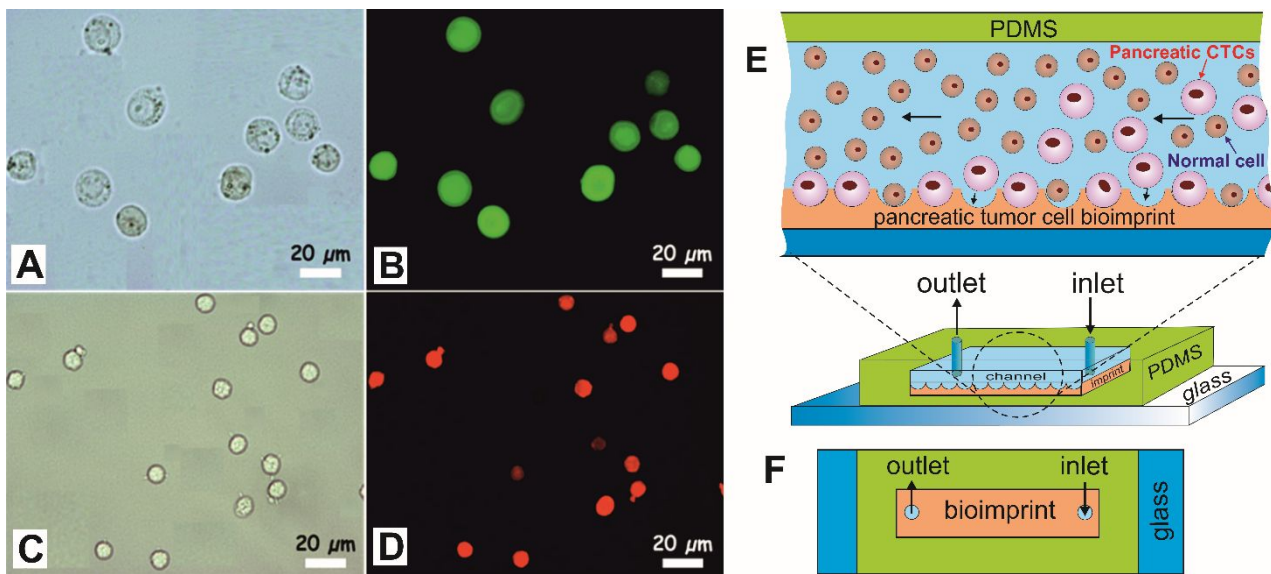 A
20 µm
B
20 µm
C
20 µm
D
20 µm
E
PDMS
Pancreatic CTCs
Normal cell
pancreatic tumor cell bioimprint
outlet
inlet
channel
imprint
PDMS
glass
F
outlet
inlet
bioimprint
glass